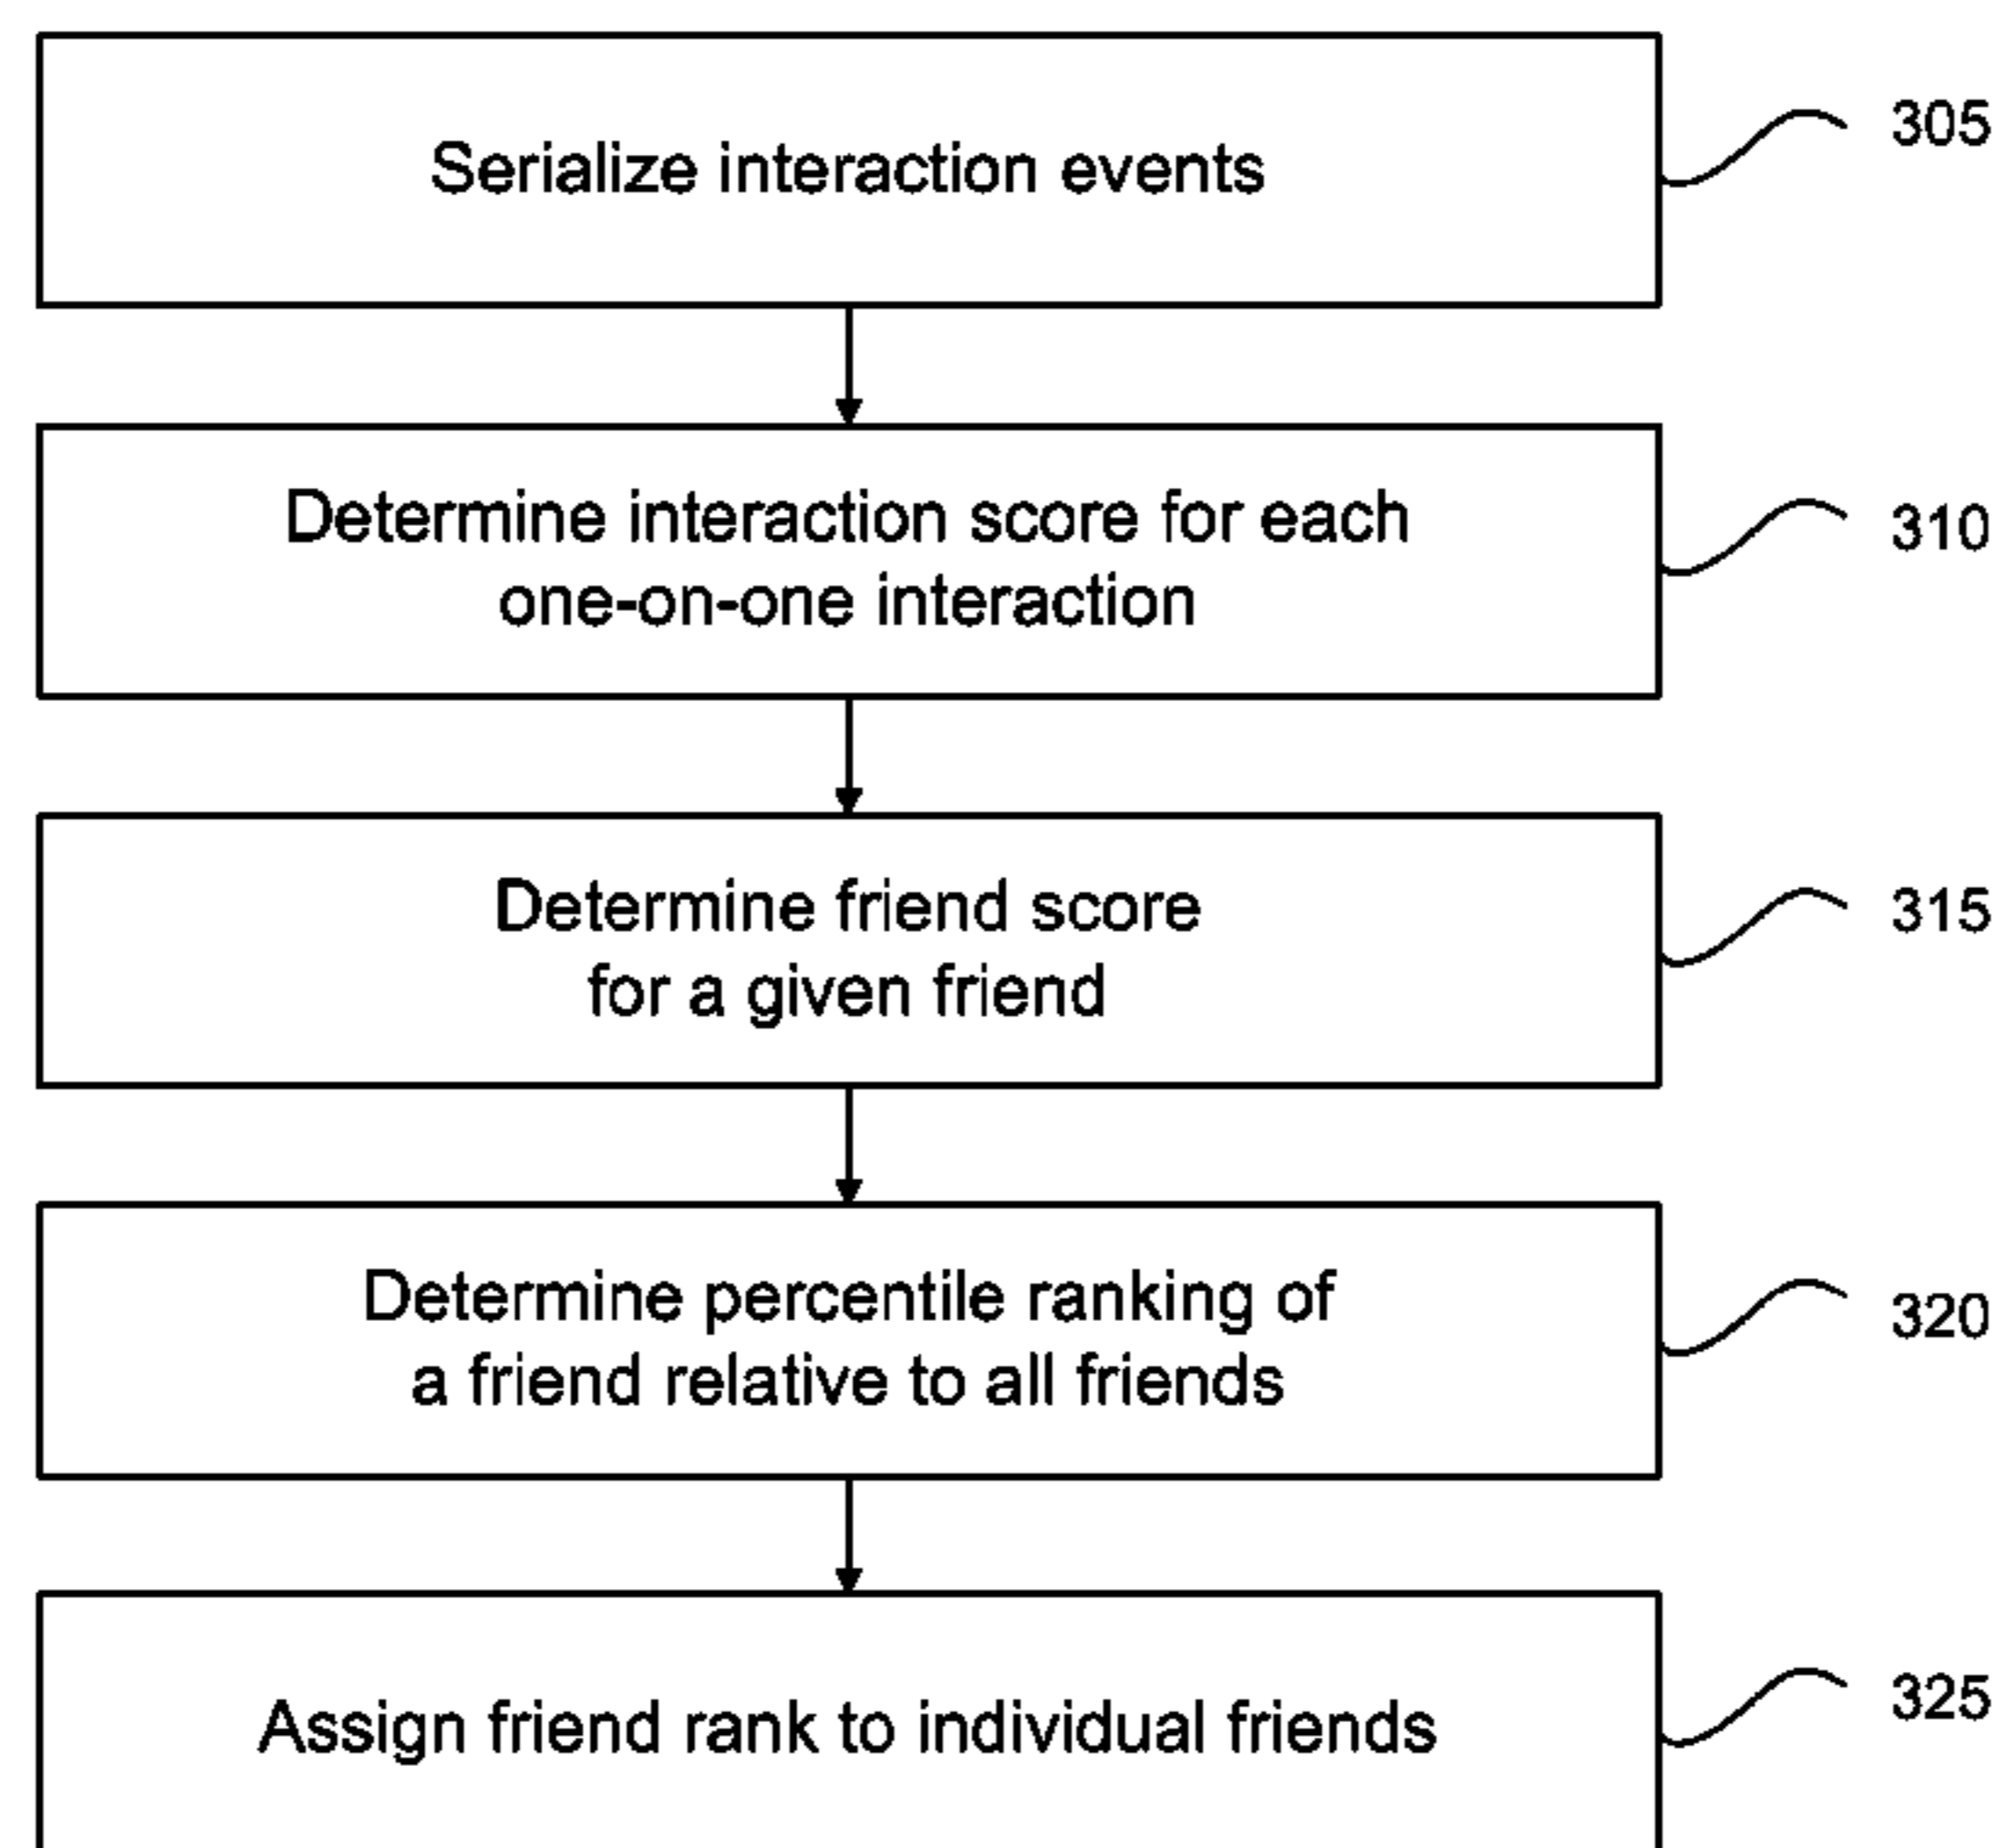 Serialize interaction events
305
Determine interaction score for each
one-on-one interaction
310
Determine friend score
for a given friend
315
Determine percentile ranking of
a friend relative to all friends
320
Assign friend rank to individual friends
325